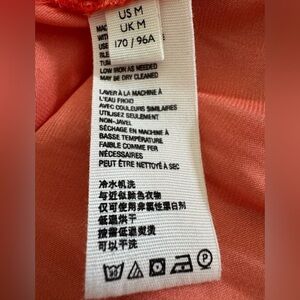 US M
UK M
170 / 96A
LOW IRON AS NEEDED
MAY BE DRY CLEANED
LAVER À LA MACHINE À
L'EAU FROID
AVEC COULEURS SIMILAIRES
UTILISEZ SEULEMENT
NON-JAVEL
SÉCHAGE EN MACHINE À
BASSE TEMPÉRATURE
FAIBLE COMME FER
NÉCESSAIRES
PEUT ÊTRE NETTOYÉ À SEC
冷水机洗
与近似颜色衣物
仅可使用非氯性漂白剂
低温烘干
按需低温熨烫
可以干洗